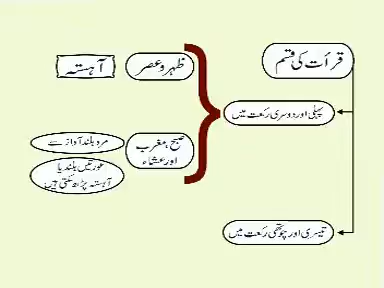 قرأت کی قسم
پہلی اور دوسری رکعت میں
ظہر و عصر
آہستہ
صبح، مغرب
اور عشاء
مرد بلند آواز سے
عورتیں بلند یا
آہستہ پڑھ سکتی ہیں
تیسری اور چوتھی رکعت میں